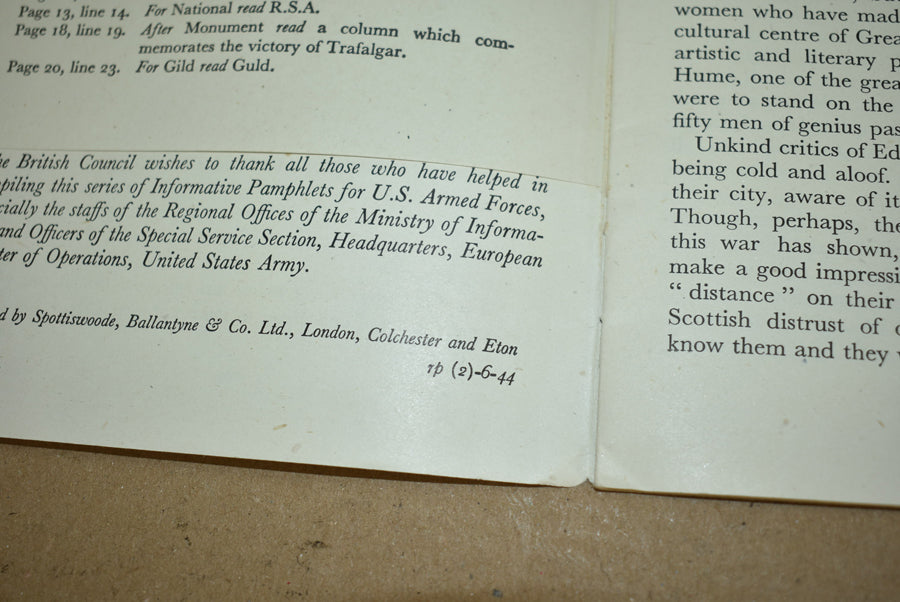 Page 13, line 14. For National read R.S.A.
Page 18, line 19. After Monument read a column which com-
memorates the victory of Trafalgar.
Page 20, line 23. For Gild read Guld.
he British Council wishes to thank all those who have helped in
piling this series of Informative Pamphlets for U.S. Armed Forces,
cially the staffs of the Regional Offices of the Ministry of Informa-
and Officers of the Special Service Section, Headquarters, European
ter of Operations, United States Army.
d by Spottiswoode, Ballantyne & Co. Ltd., London, Colchester and Eton
rp (2)-6-44
women who have mad
cultural centre of Grea
artistic and literary p
Hume, one of the grea
were to stand on the
fifty men of genius pas
Unkind critics of Ed
being cold and aloof.
their city, aware of it
Though, perhaps, the
this war has shown,
make a good impressi
“ distance ” on their
Scottish distrust of
know them and they